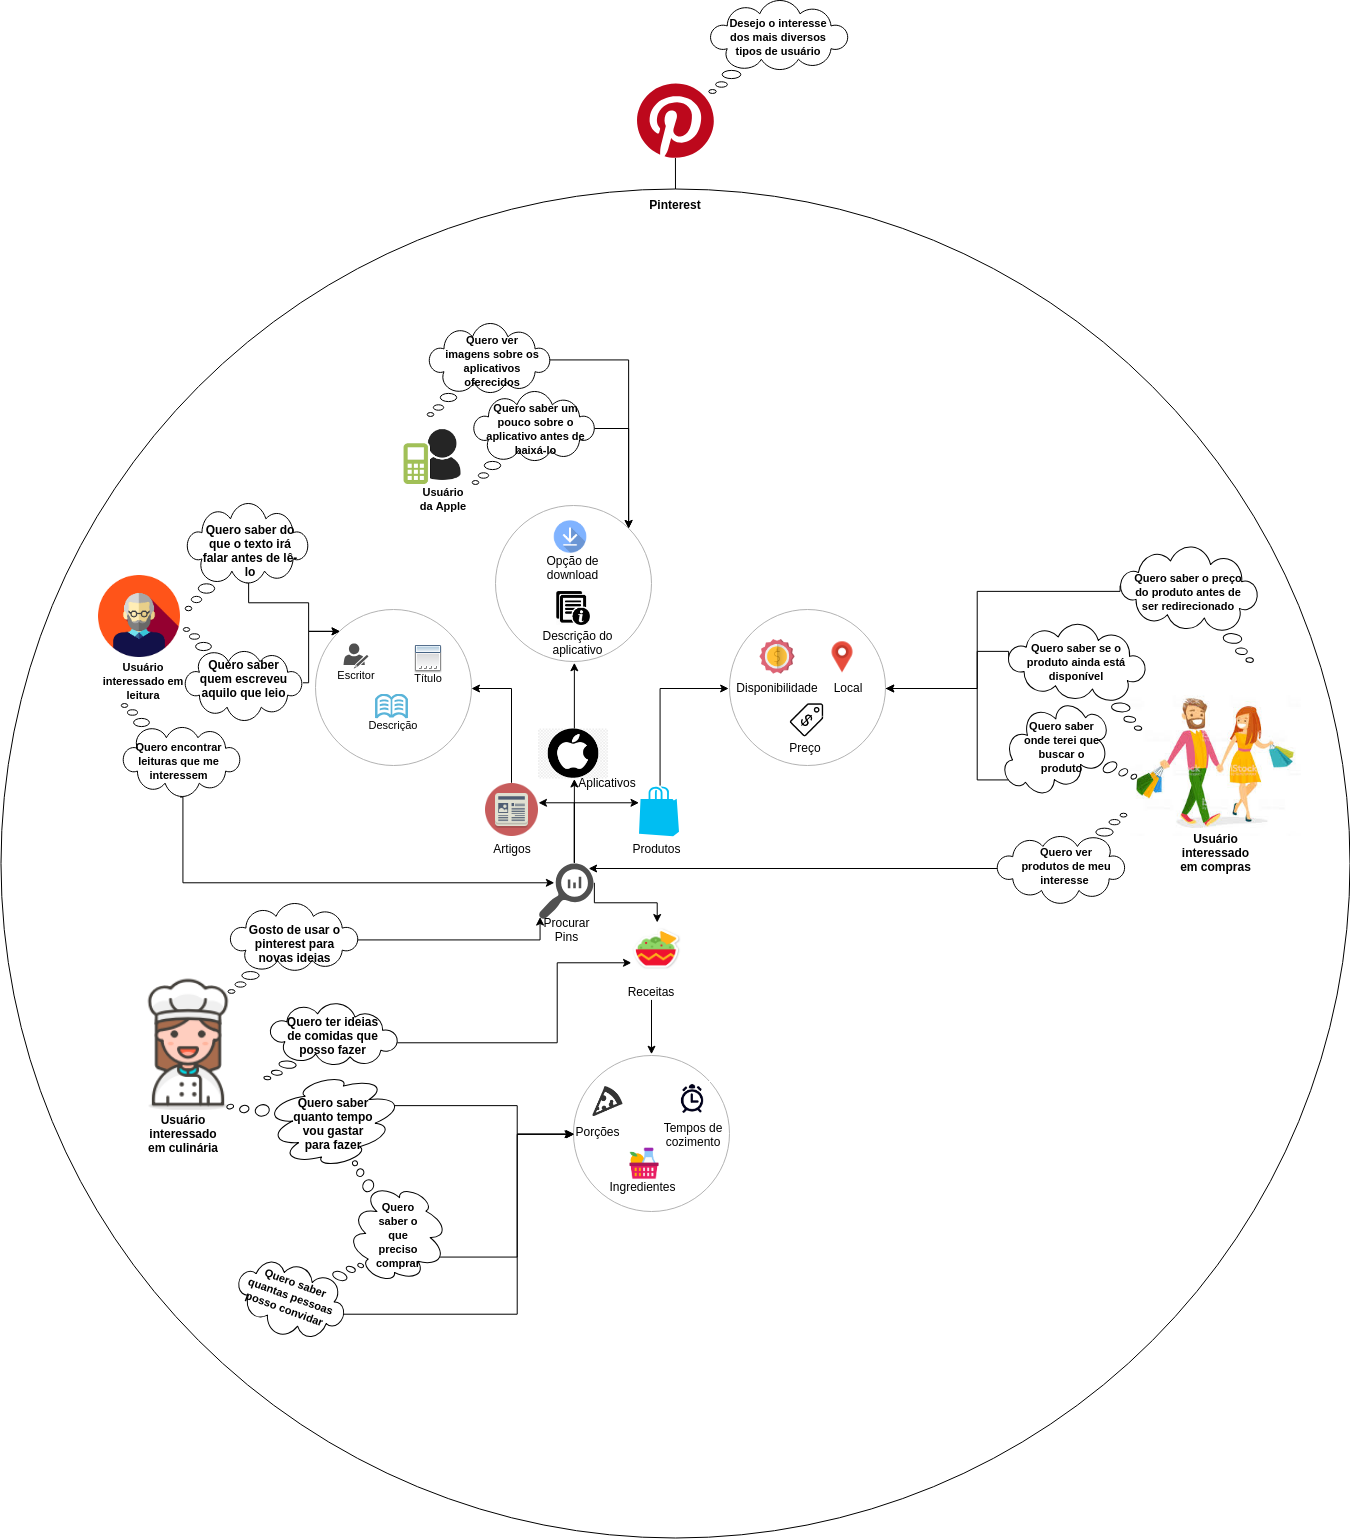 Desejo o interesse
dos mais diversos
tipos de usuário
Pinterest
Quero ver
imagens sobre os
aplicativos
oferecidos
Quero saber um
pouco sobre o
aplicativo antes de
baixá-lo
Usuário
da Apple
Quero saber do
que o texto irá
falar antes de lê-
lo
Usuário
interessado em
leitura
Quero saber
quem escreveu
aquilo que leio
Quero encontrar
leituras que me
interessem
Opção de
download
Descrição do
aplicativo
Escritor
Título
Descrição
Disponibilidade
Local
Preço
Quero saber o preço
do produto antes de
ser redirecionado
Quero saber se o
produto ainda está
disponível
Quero saber
onde terei que
buscar o
produto
iStock
Usuário
interessado
em compras
Quero ver
produtos de meu
interesse
Aplicativos
Artigos
Produtos
Procurar
Pins
Gosto de usar o
pinterest para
novas ideias
Receitas
Quero ter ideias
de comidas que
posso fazer
Usuário
interessado
em culinária
Quero saber
quanto tempo
vou gastar
para fazer
Porções
Tempos de
cozimento
Ingredientes
Quero
saber o
que
preciso
comprar
Quero saber
quantas pessoas
posso convidar